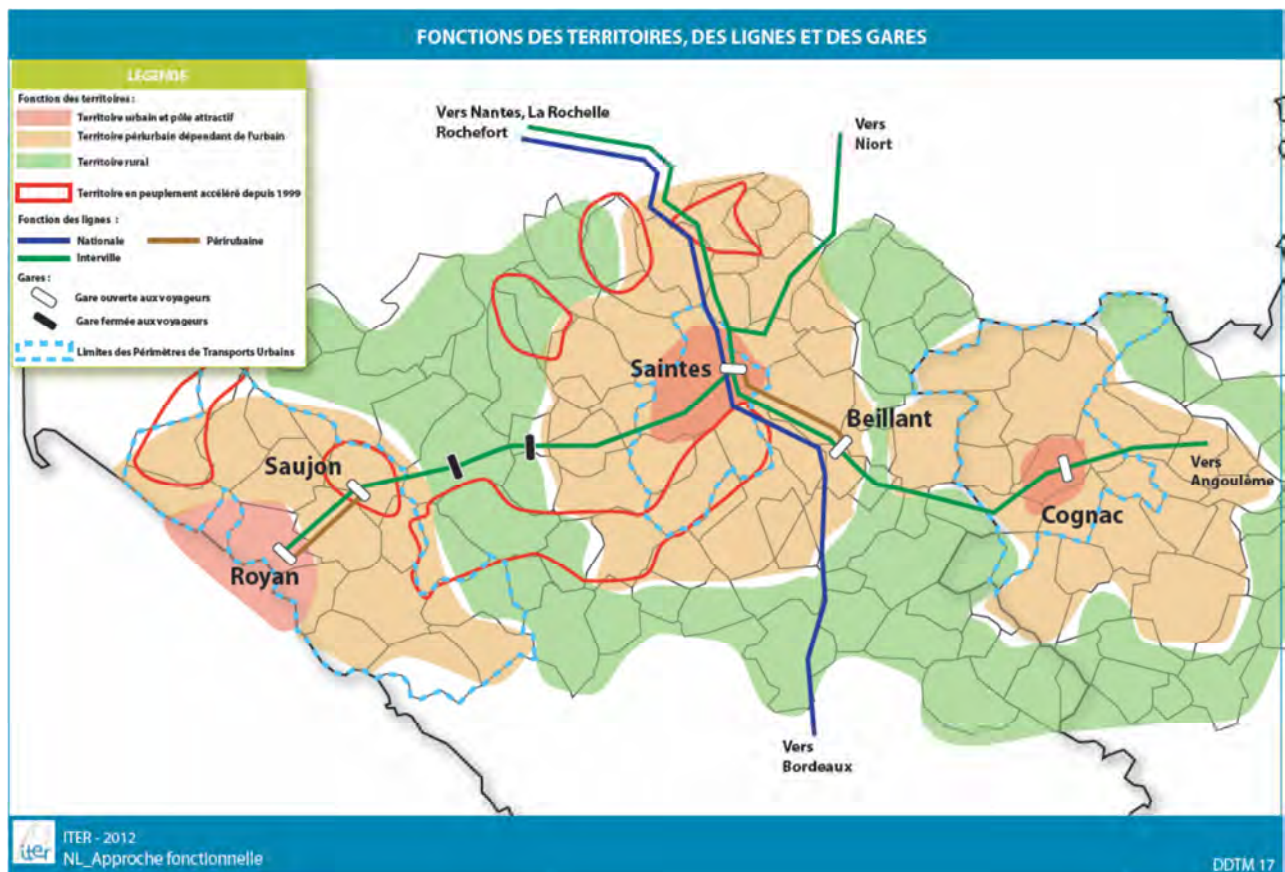 FONCTIONS DES TERRITOIRES, DES LIGNES ET DES GARES
LÉGENDE
Fonction des territoires :
Territoire urbain et pôle attractif
Territoire périurbain dépendant de l'urbain
Territoire rural
Territoire en peuplement accéléré depuis 1999
Fonction des lignes :
Nationale
Périrubaine
Interville
Gares :
Gare ouverte aux voyageurs
Gare fermée aux voyageurs
Limites des Périmètres de Transports Urbains
Vers Nantes, La Rochelle
Rochefort
Vers
Niort
Saintes
Beillant
Saujon
Royan
Cognac
Vers
Angoulème
Vers
Bordeaux
iter
ITER - 2012
NL_Approche fonctionnelle
DDTM 17